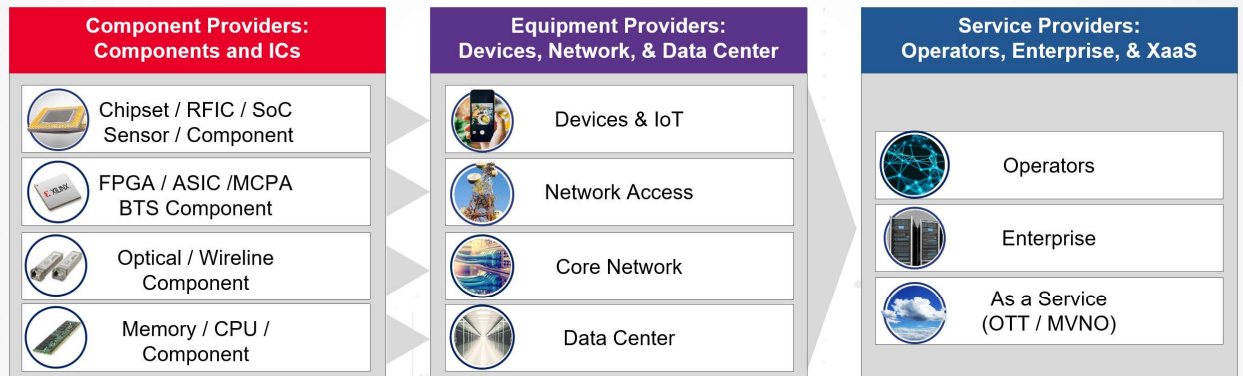 Component Providers:
Components and ICs
Chipset / RFIC / SoC
Sensor / Component
FPGA / ASIC /MCPA
BTS Component
XILINX
Optical / Wireline
Component
Memory / CPU /
Component
Equipment Providers:
Devices, Network, & Data Center
Devices & IoT
Network Access
Core Network
Data Center
Service Providers:
Operators, Enterprise, & XaaS
Operators
Enterprise
As a Service
(OTT / MVNO)